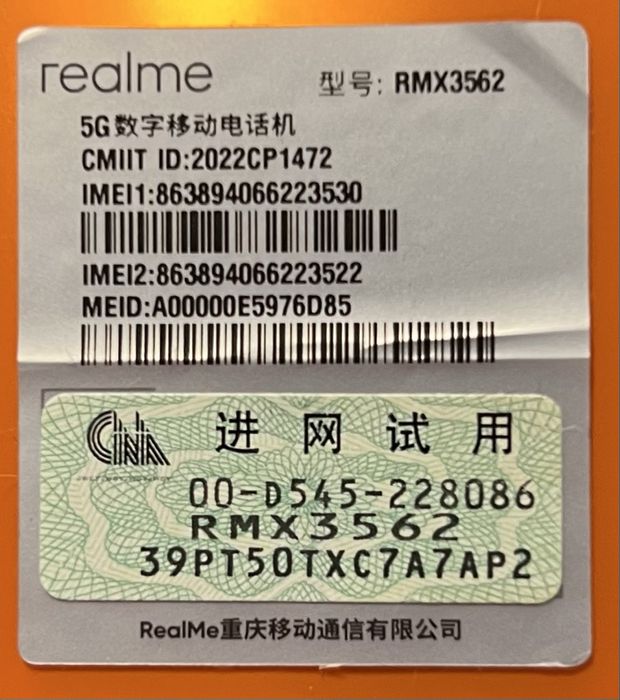 realme 型号: RMX3562
5G数字移动电话机
CMIIT ID:2022CP1472
IMEI1:863894066223530
IMEI2:863894066223522
MEID:A00000E5976D85
CNA 进网试用
00-D545-228086
RMX3562
39PT50TXC7A7AP2
RealMe重庆移动通信有限公司